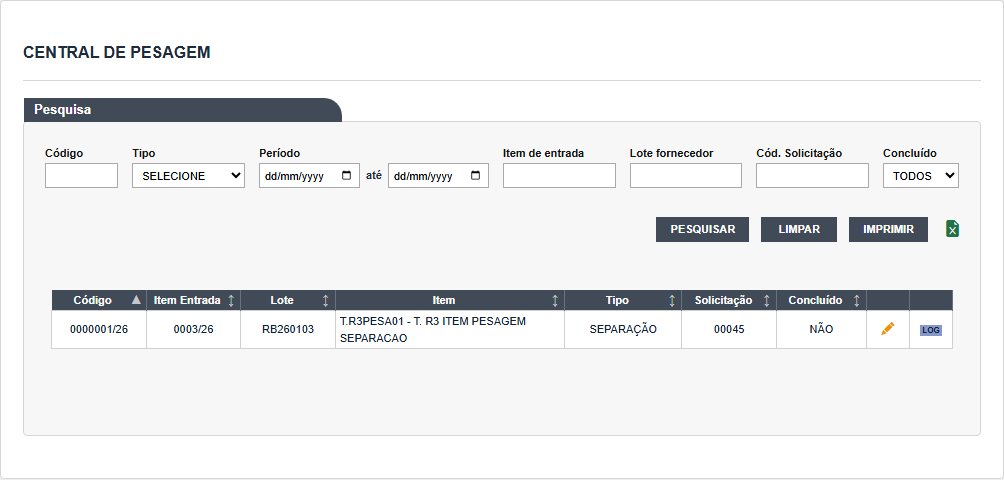 CENTRAL DE PESAGEM
Pesquisa
Código Tipo Período Item de entrada Lote fornecedor Cód. Solicitação Concluído
SELECIONE dd/mm/yyyy até dd/mm/yyyy TODOS
PESQUISAR LIMPAR IMPRIMIR X
Código Item Entrada Lote Item Tipo Solicitação Concluído
0000001/26 0003/26 RB260103 T.R3PESA01 - T. R3 ITEM PESAGEM SEPARAÇÃO 00045 NÃO LOG
SEPARACAO